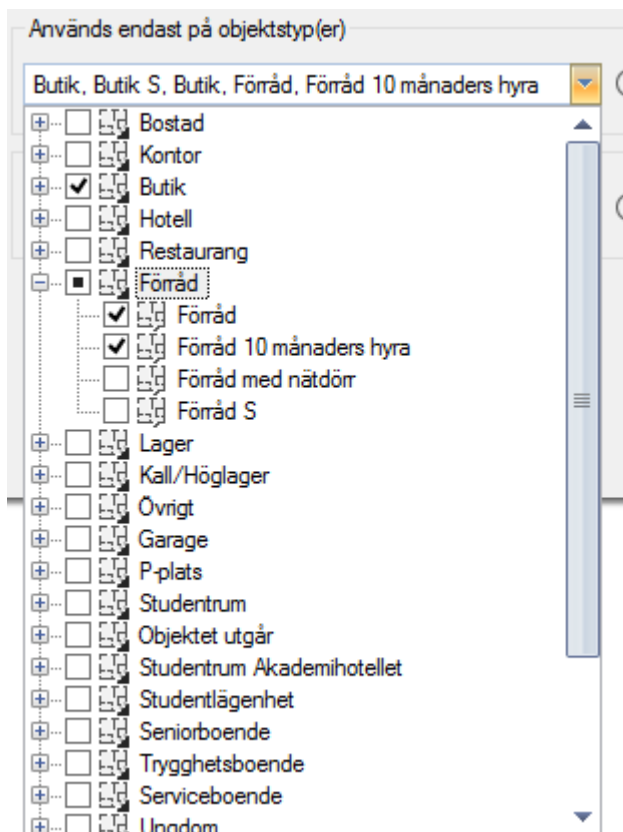 Används endast på objektstyp(er)
Butik, Butik S, Butik, Förråd, Förråd 10 månaders hyra
Bostad
Kontor
Butik
Hotell
Restaurang
Förråd
Förråd
Förråd 10 månaders hyra
Förråd med nätdörr
Förråd S
Lager
Kall/Höglager
Övrigt
Garage
P-plats
Studentrum
Objektet utgår
Studentrum Akademihotellet
Studentlägenhet
Seniorboende
Trygghetsboende
Serviceboende
Ungdom